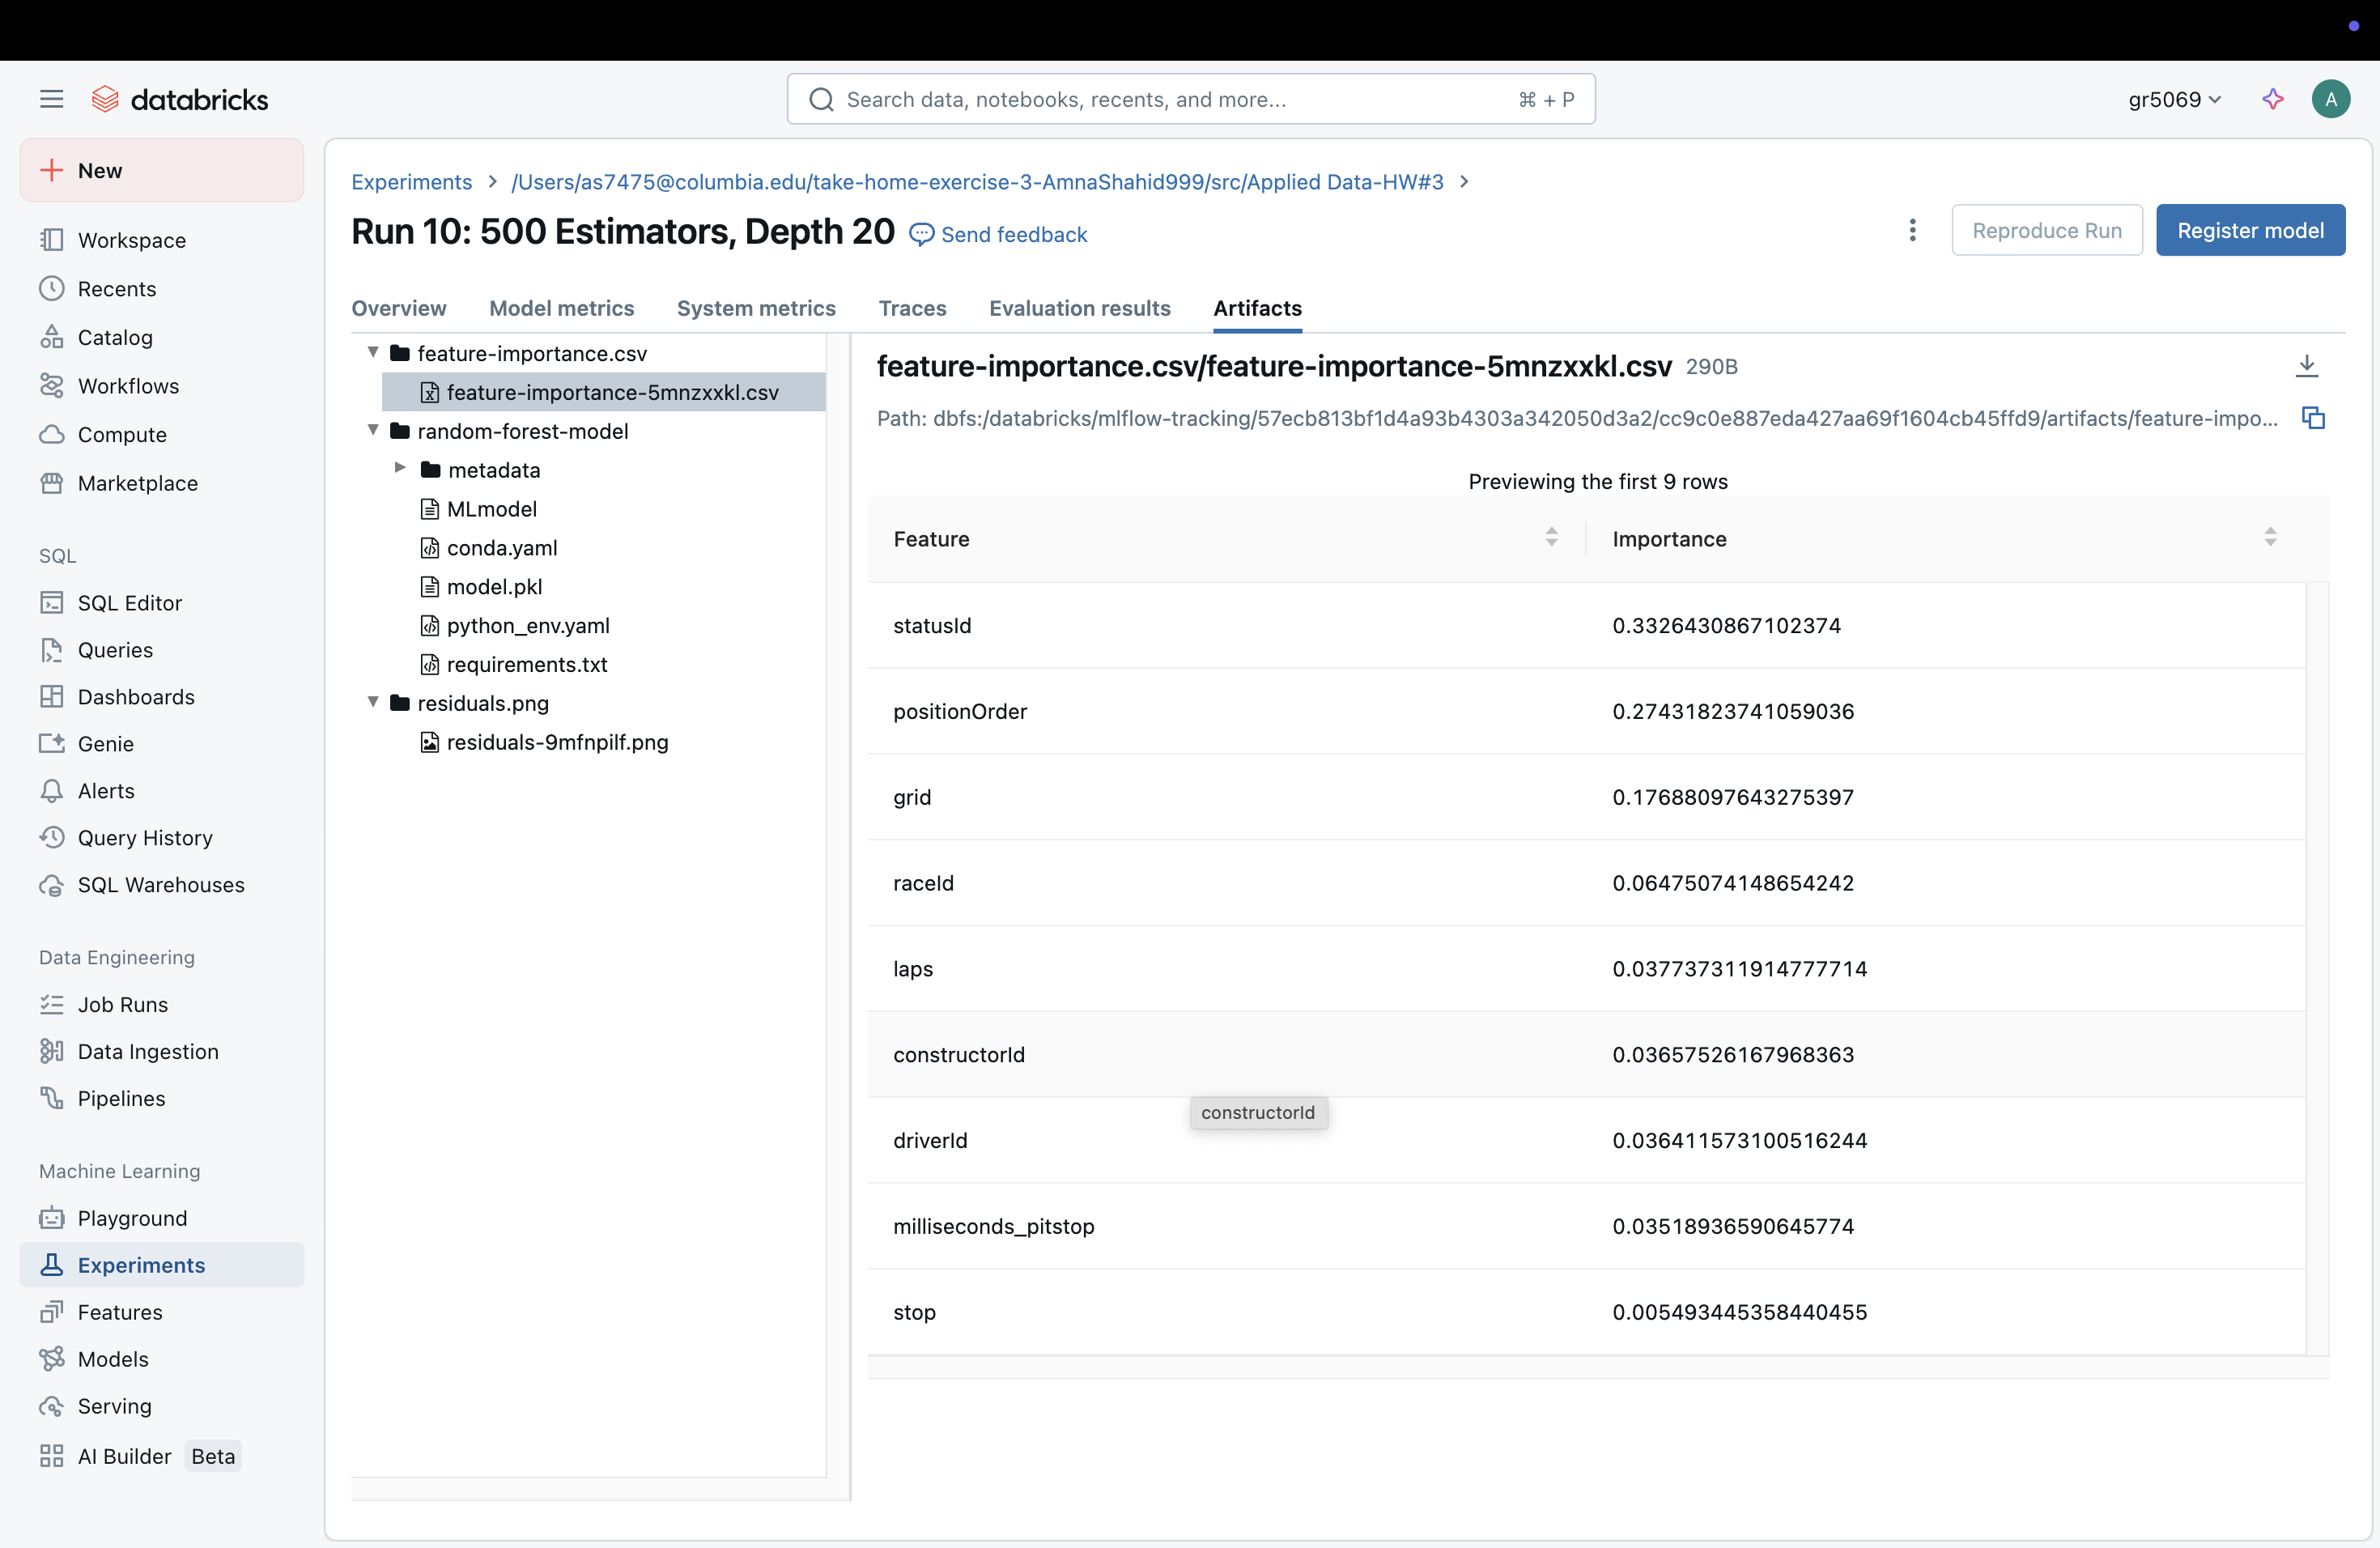 databricks
Search data, notebooks, recents, and more...
⌘ + P
gr5069
A
New
Workspace
Recents
Catalog
Workflows
Compute
Marketplace
SQL
SQL Editor
Queries
Dashboards
Genie
Alerts
Query History
SQL Warehouses
Data Engineering
Job Runs
Data Ingestion
Pipelines
Machine Learning
Playground
Experiments
Features
Models
Serving
AI Builder Beta
Experiments > /Users/as7475@columbia.edu/take-home-exercise-3-AmnaShahid999/src/Applied Data-HW#3 >
Run 10: 500 Estimators, Depth 20
Send feedback
Reproduce Run
Register model
Overview Model metrics System metrics Traces Evaluation results Artifacts
feature-importance.csv
feature-importance-5mnzxxkl.csv
random-forest-model
metadata
MLmodel
conda.yaml
model.pkl
python_env.yaml
requirements.txt
residuals.png
residuals-9mfnpilf.png
feature-importance.csv/feature-importance-5mnzxxkl.csv 290B
Path: dbfs:/databricks/mlflow-tracking/57ecb813bf1d4a93b4303a342050d3a2/cc9c0e887eda427aa69f1604cb45ffd9/artifacts/feature-impo...
Previewing the first 9 rows
Feature Importance
statusId 0.3326430867102374
positionOrder 0.27431823741059036
grid 0.17688097643275397
raceId 0.06475074148654242
laps 0.037737311914777714
constructorId 0.03657526167968363
constructorId
driverId 0.036411573100516244
milliseconds_pitstop 0.03518936590645774
stop 0.005493445358440455